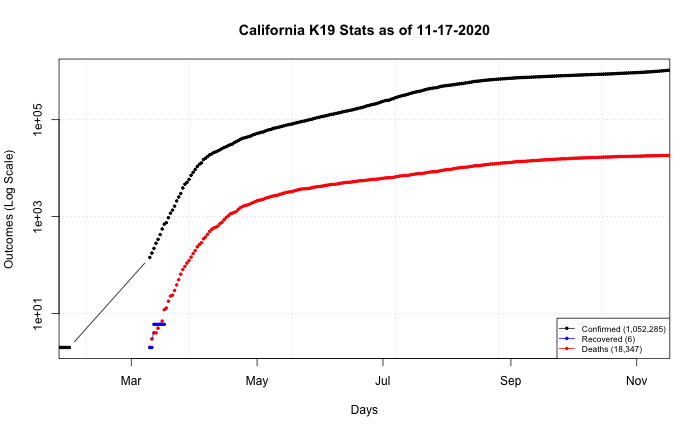 California K19 Stats as of 11-17-2020
Outcomes (Log Scale)
1e+05
1e+03
1e+01
Confirmed (1,052,285)
Recovered (6)
Deaths (18,347)
Mar May Jul Sep Nov
Days